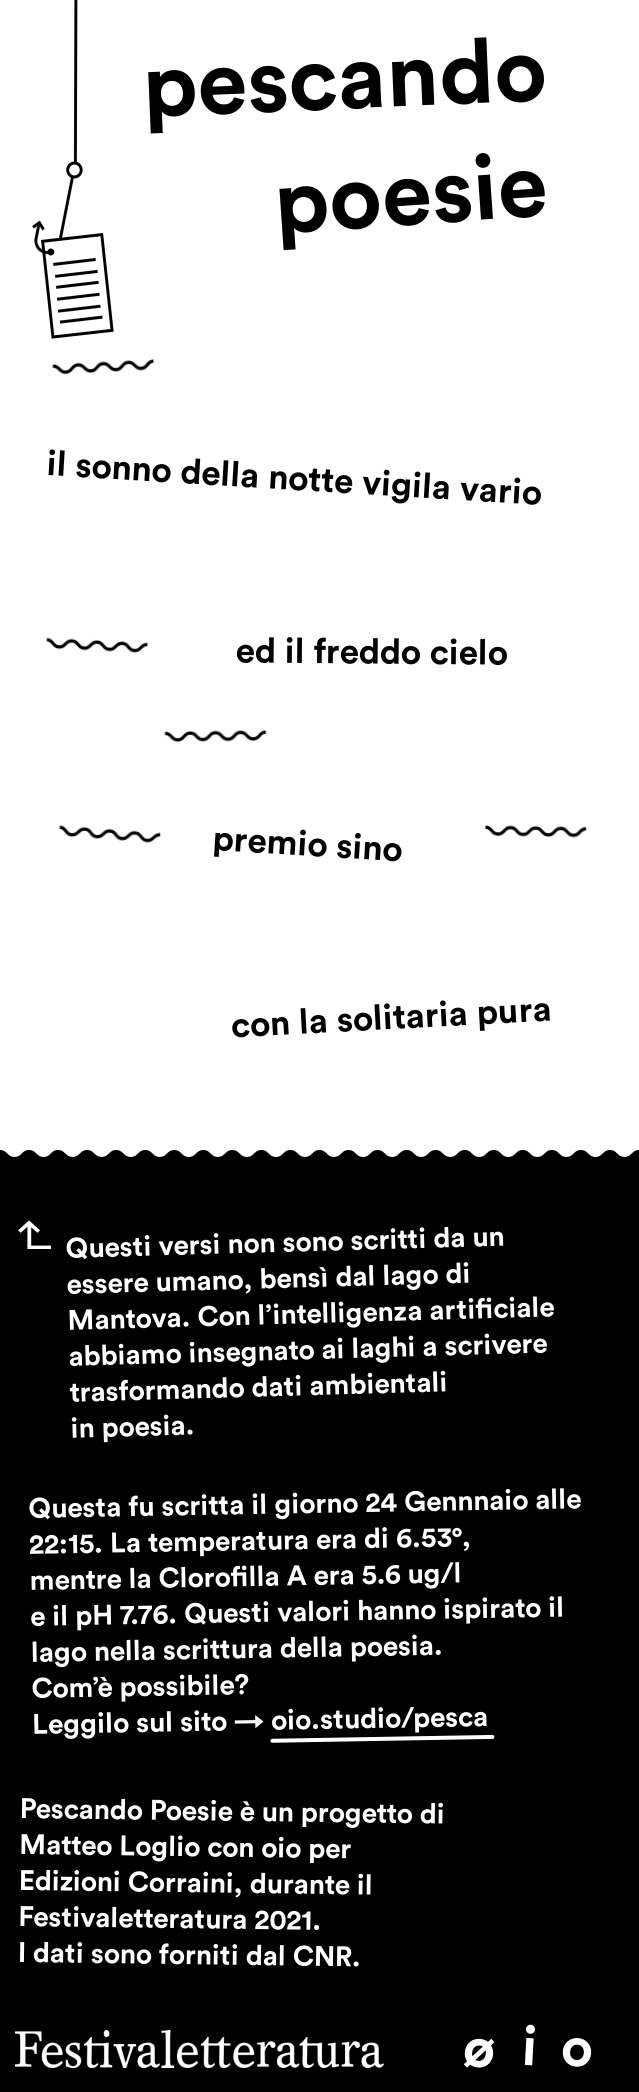 pescando
poesie
il sonno della notte vigila vario
ed il freddo cielo
premio sino
con la solitaria pura
Questi versi non sono scritti da un
essere umano, bensì dal lago di
Mantova. Con l’intelligenza artificiale
abbiamo insegnato ai laghi a scrivere
trasformando dati ambientali
in poesia.
Questa fu scritta il giorno 24 Gennnaio alle
22:15. La temperatura era di 6.53°,
mentre la Clorofilla A era 5.6 ug/l
e il pH 7.76. Questi valori hanno ispirato il
lago nella scrittura della poesia.
Com’è possibile?
Leggilo sul sito → oio.studio/pesca
Pescando Poesie è un progetto di
Matteo Loglio con oio per
Edizioni Corraini, durante il
Festivaletteratura 2021.
I dati sono forniti dal CNR.
Festivaletteratura ø i o